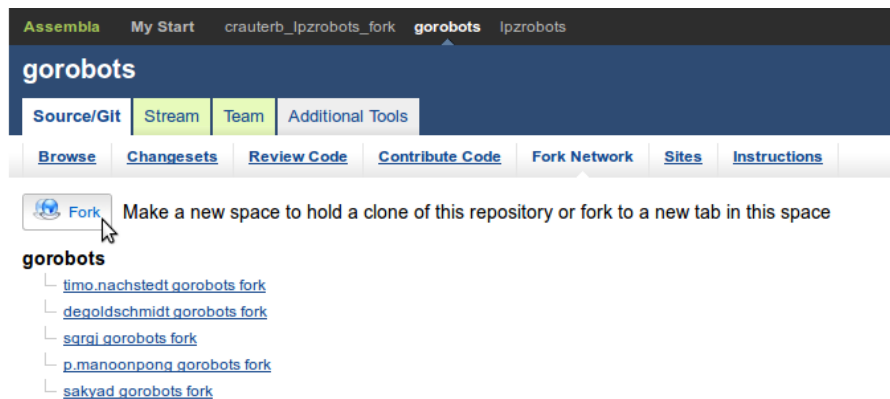 Assembla My Start crauterb_lpzrobots_fork gorobots lpzrobots
gorobots
Source/Git Stream Team Additional Tools
Browse Changesets Review Code Contribute Code Fork Network Sites Instructions
Fork Make a new space to hold a clone of this repository or fork to a new tab in this space
gorobots
timo.nachstedt gorobots fork
degoldschmidt gorobots fork
sgrgj gorobots fork
p.manoonpong gorobots fork
sakyad gorobots fork